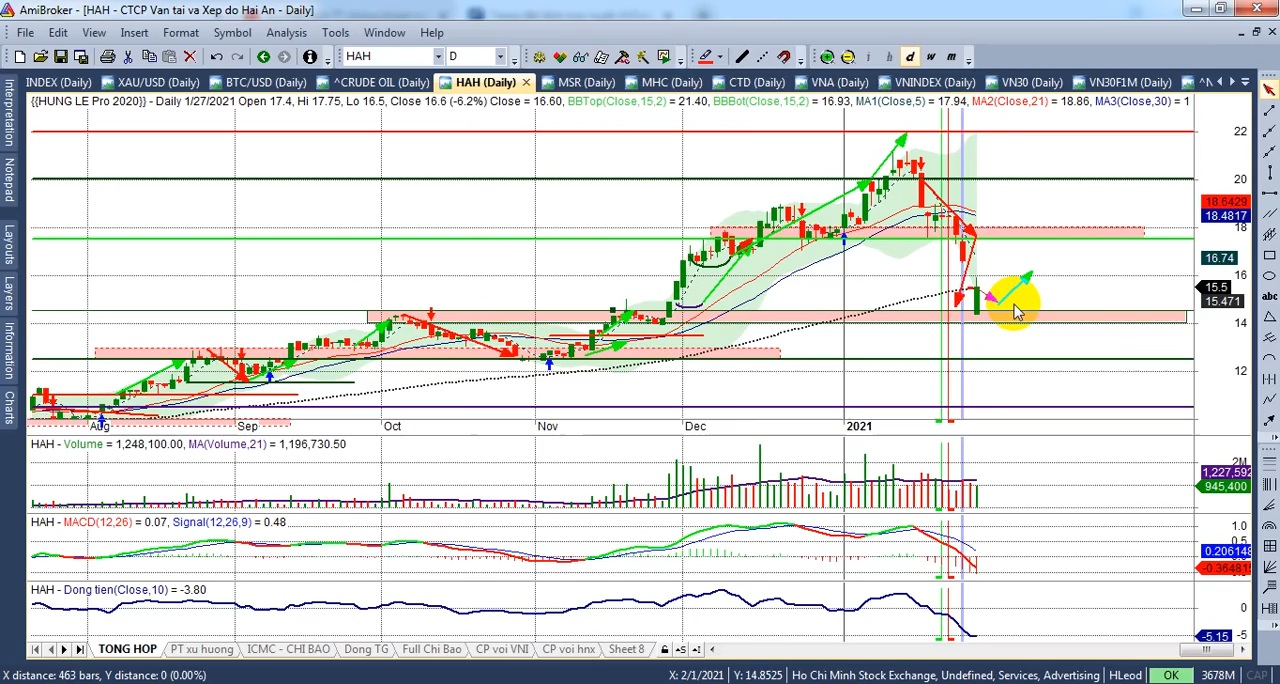 AmiBroker - [HAH - CTCP Van tai va Xep do Hai An - Daily]
File Edit View Insert Format Symbol Analysis Tools Window Help
HAH D i h d w m
INDEX (Daily) XAU/USD (Daily) BTC/USD (Daily) ^CRUDE OIL (Daily) HAH (Daily) MSR (Daily) MHC (Daily) CTD (Daily) VNA (Daily) VNINDEX (Daily) VN30 (Daily) VN30F1M (Daily)
{{HUNG LE Pro 2020}} - Daily 1/27/2021 Open 17.4, Hi 17.75, Lo 16.5, Close 16.6 (-6.2%) Close = 16.60, BBTop(Close,15,2) = 21.40, BBBot(Close,15,2) = 16.93, MA1(Close,5) = 17.94, MA2(Close,21) = 18.86, MA3(Close,30) = 1
Interpretation
Notepad
Layouts
Layers
Information
Charts
22
20
18.6429
18.4817
18
16.74
16
15.5
15.471
14
12
abc
Aug Sep Oct Nov Dec 2021
HAH - Volume = 1,248,100.00, MA(Volume,21) = 1,196,730.50
2M
1,227,592
945,400
HAH - MACD(12,26) = 0.07, Signal(12,26,9) = 0.48
1.0
0.5
0.206148
-0.364815
HAH - Dong tien(Close,10) = -3.80
0
-5.15 -5
TONG HOP PT xu huong ICMC - CHI BAO Dong TG Full Chi Bao CP voi VNI CP voi hnx Sheet 8
X distance: 463 bars, Y distance: 0 (0.00%) X: 2/1/2021 Y: 14.8525 Ho Chi Minh Stock Exchange, Undefined, Services, Advertising HLeod OK 3678M CAP